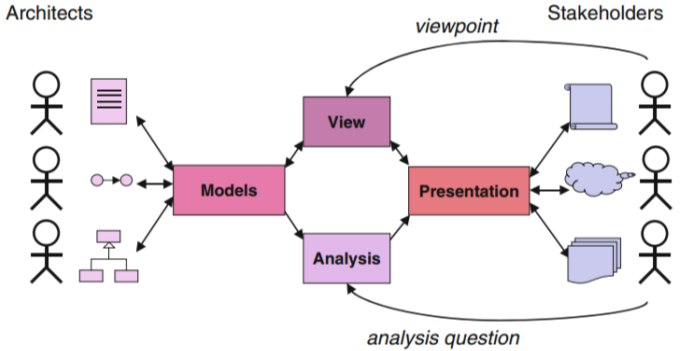 Architects
Stakeholders
viewpoint
View
Models
Presentation
Analysis
analysis question